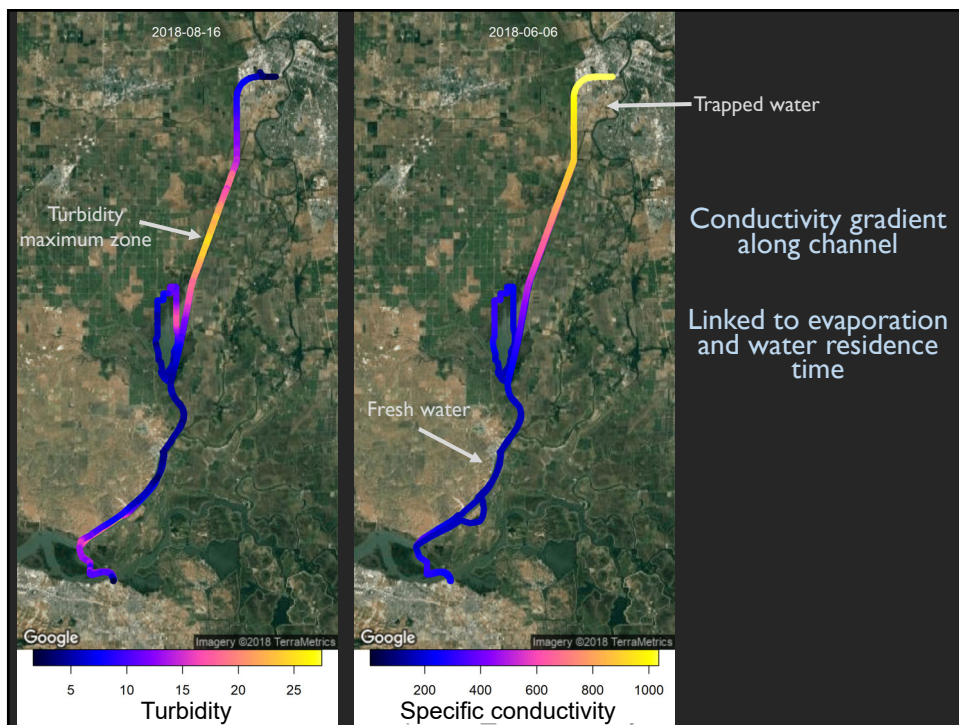 2018-08-16
Turbidity
maximum zone
Google
Imagery ©2018 TerraMetrics
5 10 15 20 25
Turbidity
2018-06-06
Trapped water
Fresh water
Google
Imagery ©2018 TerraMetrics
200 400 600 800 1000
Specific conductivity
Conductivity gradient
along channel
Linked to evaporation
and water residence
time